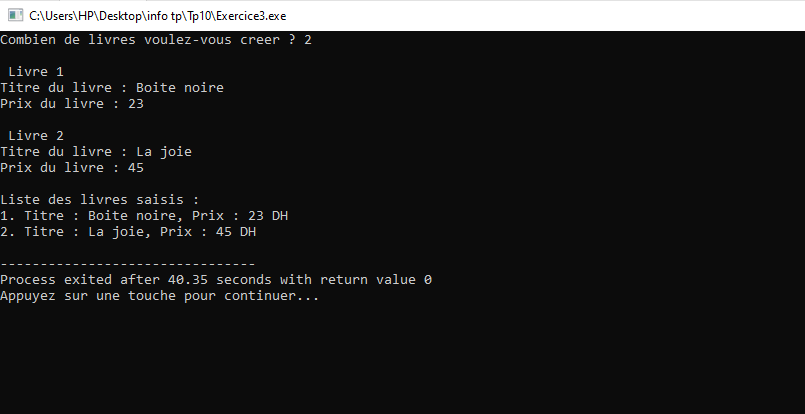 C:\Users\HP\Desktop\info tp\Tp10\Exercice3.exe
Combien de livres voulez-vous creer ? 2
Livre 1
Titre du livre : Boite noire
Prix du livre : 23
Livre 2
Titre du livre : La joie
Prix du livre : 45
Liste des livres saisis :
1. Titre : Boite noire, Prix : 23 DH
2. Titre : La joie, Prix : 45 DH
--------------------------------
Process exited after 40.35 seconds with return value 0
Appuyez sur une touche pour continuer...